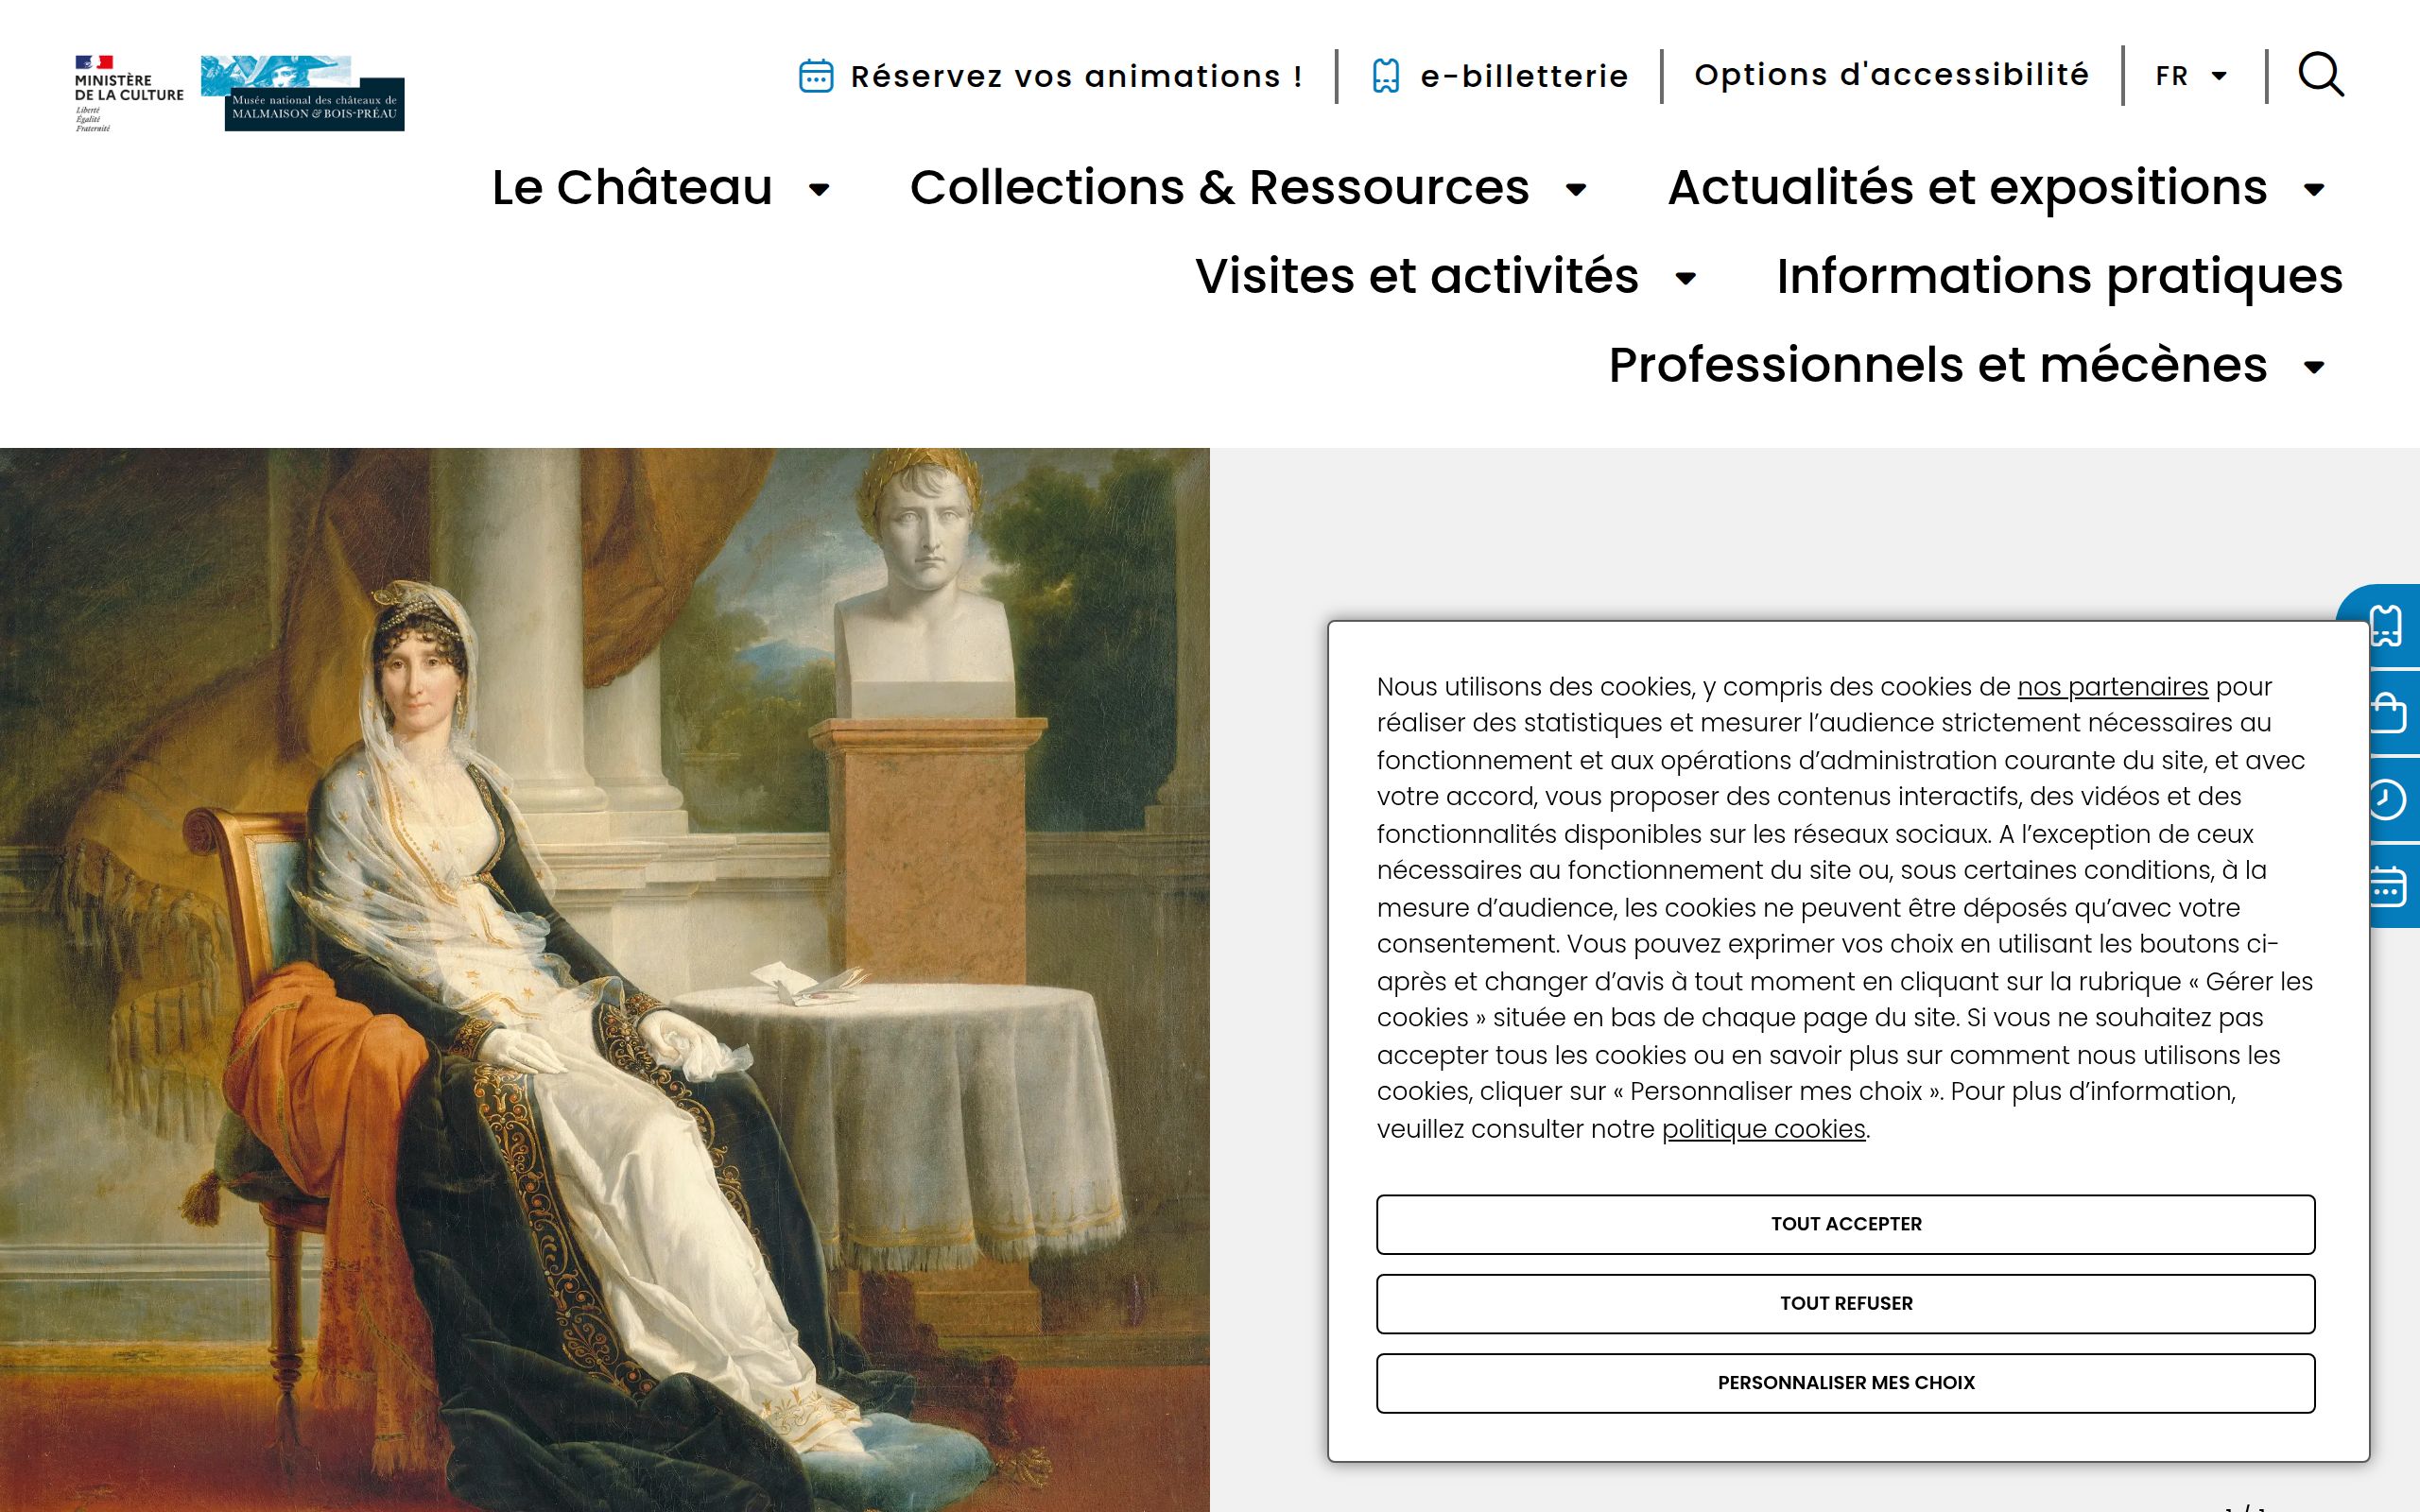 MINISTÈRE
DE LA CULTURE
Liberté
Égalité
Fraternité
Musée national des châteaux de
MALMAISON & BOIS-PRÉAU
Réservez vos animations !
e-billetterie
Options d'accessibilité
FR
Le Château
Collections & Ressources
Actualités et expositions
Visites et activités
Informations pratiques
Professionnels et mécènes
Nous utilisons des cookies, y compris des cookies de nos partenaires pour
réaliser des statistiques et mesurer l’audience strictement nécessaires au
fonctionnement et aux opérations d’administration courante du site, et avec
votre accord, vous proposer des contenus interactifs, des vidéos et des
fonctionnalités disponibles sur les réseaux sociaux. A l’exception de ceux
nécessaires au fonctionnement du site ou, sous certaines conditions, à la
mesure d’audience, les cookies ne peuvent être déposés qu’avec votre
consentement. Vous pouvez exprimer vos choix en utilisant les boutons ci-
après et changer d’avis à tout moment en cliquant sur la rubrique « Gérer les
cookies » située en bas de chaque page du site. Si vous ne souhaitez pas
accepter tous les cookies ou en savoir plus sur comment nous utilisons les
cookies, cliquer sur « Personnaliser mes choix ». Pour plus d’information,
veuillez consulter notre politique cookies.
TOUT ACCEPTER
TOUT REFUSER
PERSONNALISER MES CHOIX